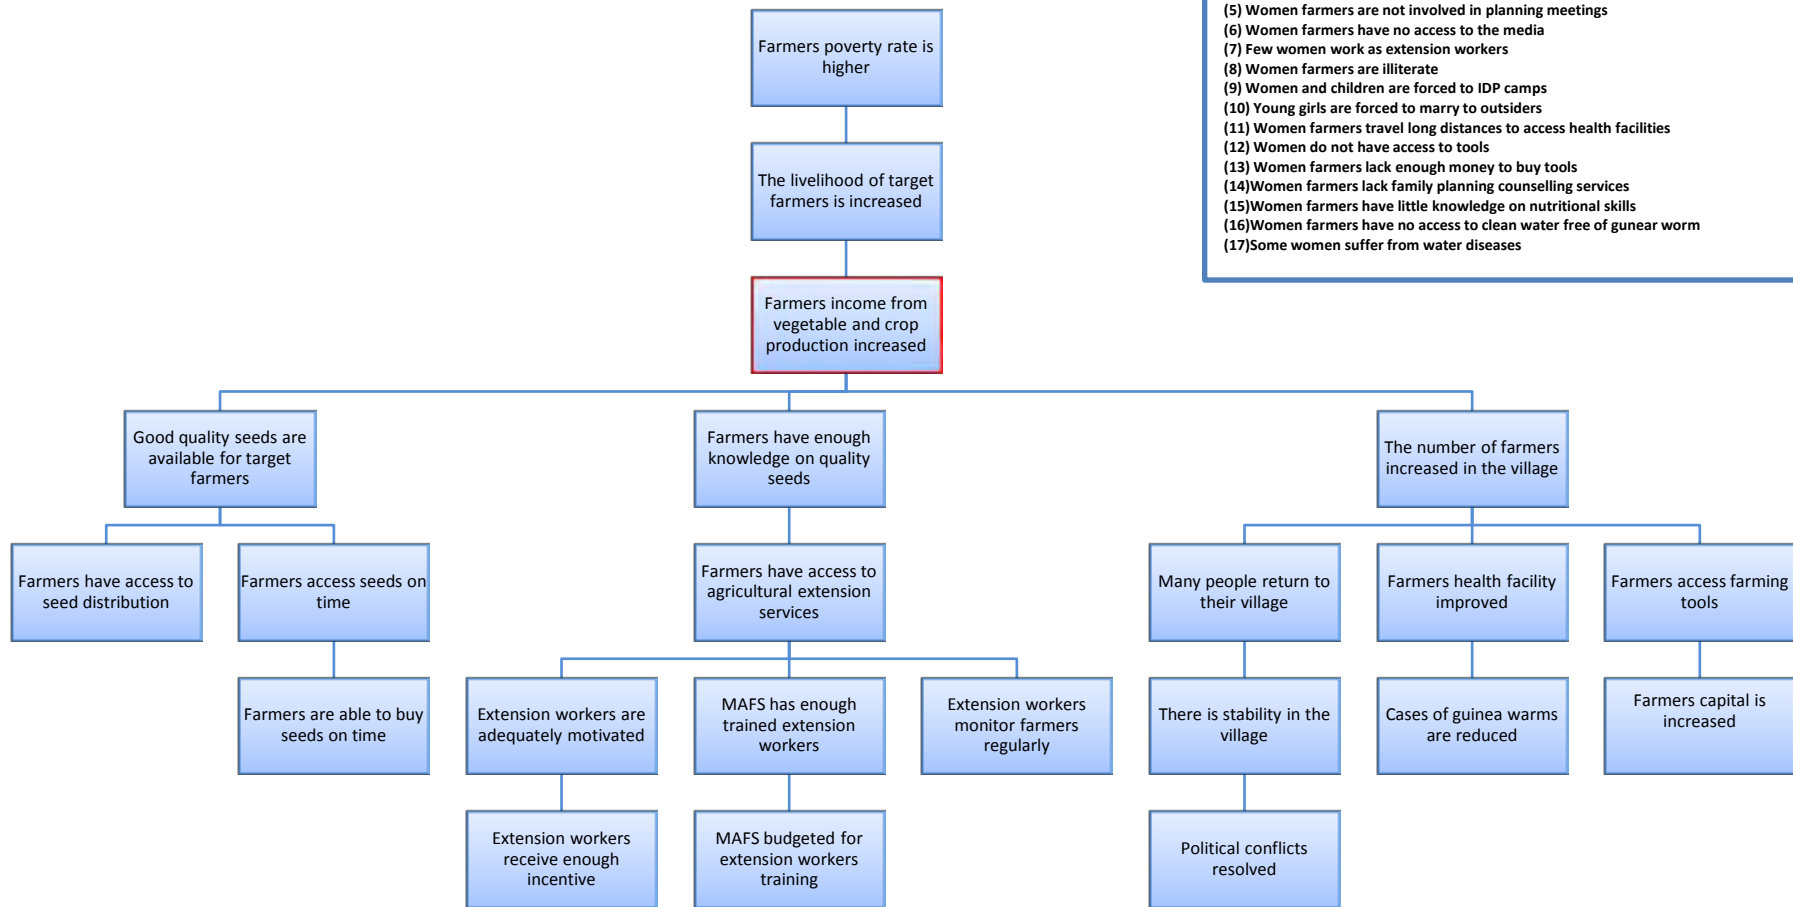 Farmers poverty rate is
higher
The livelihood of target
farmers is increased
Farmers income from
vegetable and crop
production increased
(5) Women farmers are not involved in planning meetings
(6) Women farmers have no access to the media
(7) Few women work as extension workers
(8) Women farmers are illiterate
(9) Women and children are forced to IDP camps
(10) Young girls are forced to marry to outsiders
(11) Women farmers travel long distances to access health facilities
(12) Women do not have access to tools
(13) Women farmers lack enough money to buy tools
(14)Women farmers lack family planning counselling services
(15)Women farmers have little knowledge on nutritional skills
(16)Women farmers have no access to clean water free of gunear worm
(17)Some women suffer from water diseases
Good quality seeds are
available for target
farmers
Farmers have enough
knowledge on quality
seeds
The number of farmers
increased in the village
Farmers have access to
seed distribution
Farmers access seeds on
time
Farmers have access to
agricultural extension
services
Many people return to
their village
Farmers health facility
improved
Farmers access farming
tools
Farmers are able to buy
seeds on time
Extension workers are
adequately motivated
MAFS has enough
trained extension
workers
Extension workers
monitor farmers
regularly
There is stability in the
village
Cases of guinea warms
are reduced
Farmers capital is
increased
Extension workers
receive enough
incentive
MAFS budgeted for
extension workers
training
Political conflicts
resolved